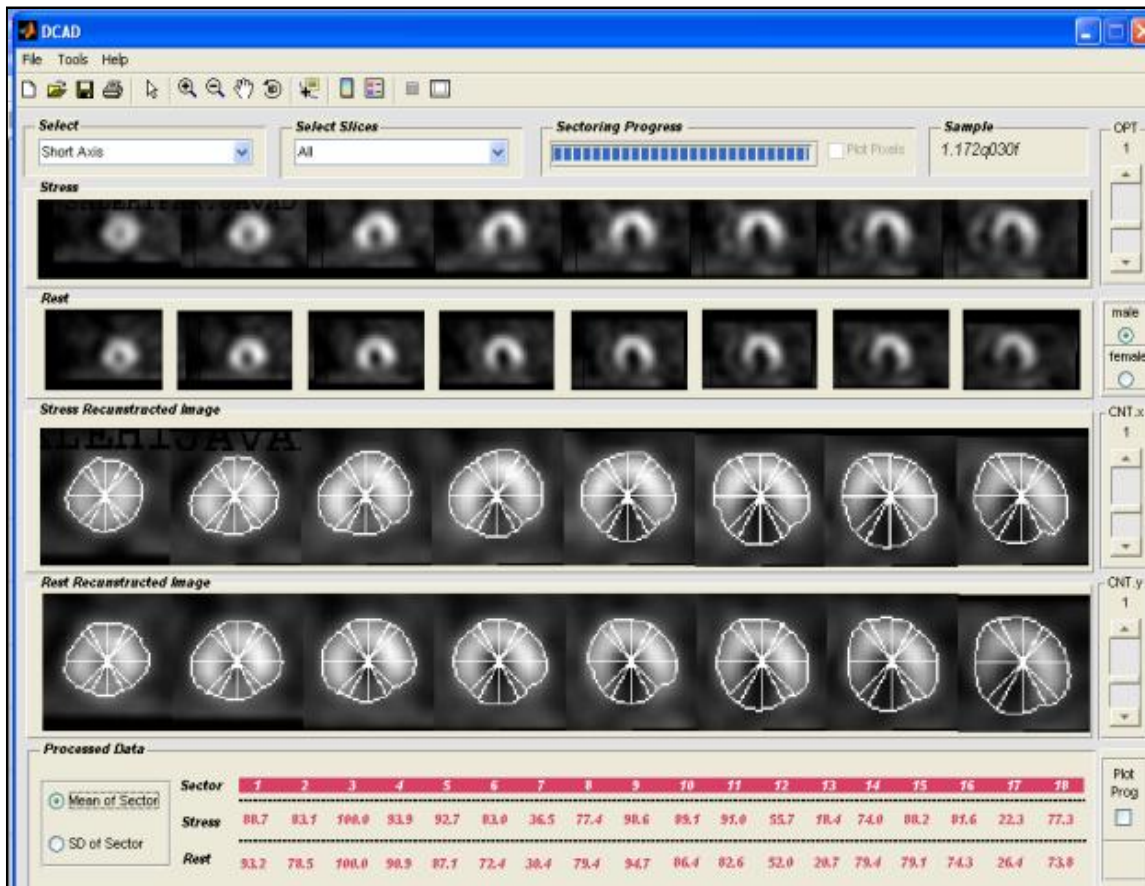 DCAD
File Tools Help
Select
Select Slices
Sectoring Progress
Sample
OPT.
Short Axis
All
Plot Pixels
1.172q030f
1
Stress
Rest
male
female
Stress Recunstructed Image
CNT.x
1
Rest Recunstructed Image
CNT.y
1
Processed Data
Mean of Sector
SD of Sector
Sector 1 2 3 4 5 6 7 8 9 10 11 12 13 14 15 16 17 18
Stress 88.7 83.1 100.0 93.9 92.7 83.0 36.5 77.4 98.6 89.1 91.0 55.7 18.4 74.0 88.2 81.6 22.3 77.3
Rest 93.2 78.5 100.0 90.9 87.1 72.4 30.4 79.4 94.7 86.4 82.6 52.0 20.7 79.4 79.1 74.3 26.4 73.8
Plot
Prog